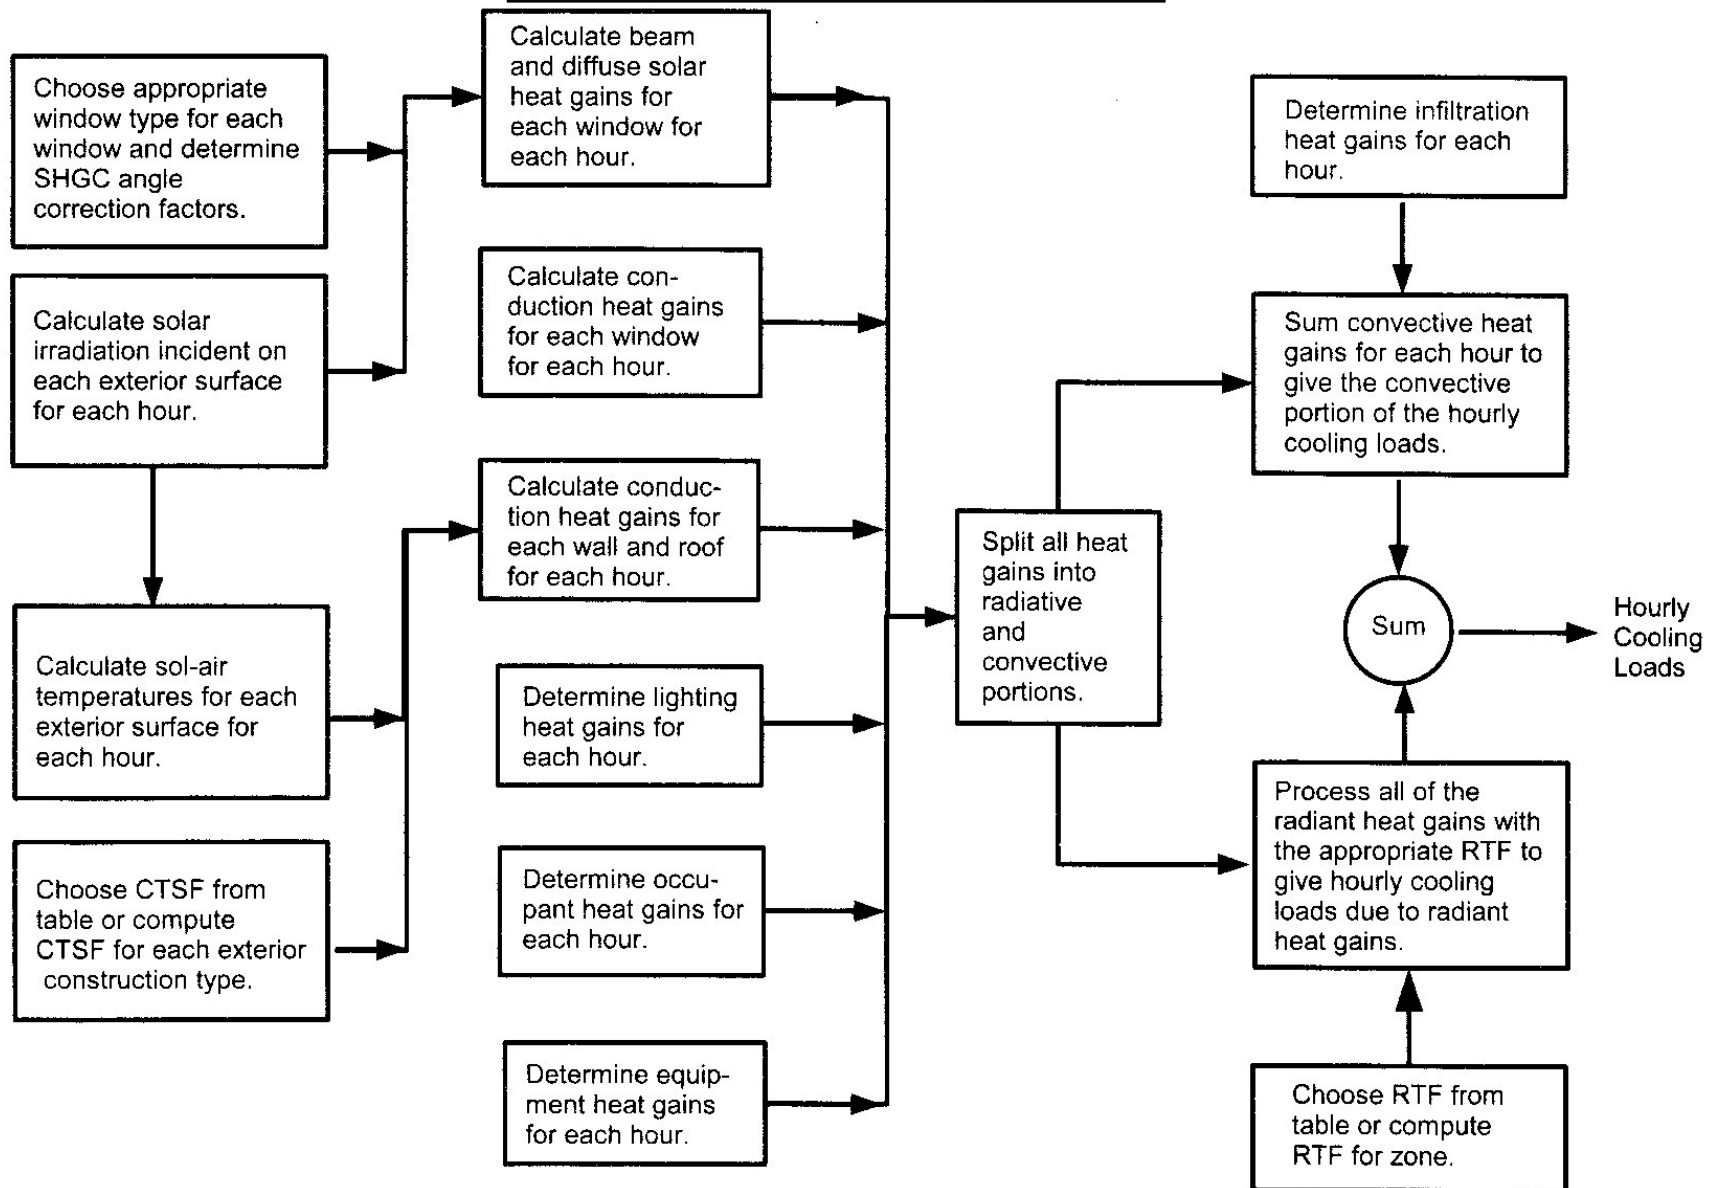 Choose appropriate
window type for each
window and determine
SHGC angle
correction factors.
Calculate solar
irradiation incident on
each exterior surface
for each hour.
Calculate sol-air
temperatures for each
exterior surface for
each hour.
Choose CTSF from
table or compute
CTSF for each exterior
construction type.
Calculate beam
and diffuse solar
heat gains for
each window for
each hour.
Calculate con-
duction heat gains
for each window
for each hour.
Calculate conduc-
tion heat gains for
each wall and roof
for each hour.
Determine lighting
heat gains for
each hour.
Determine occu-
pant heat gains for
each hour.
Determine equip-
ment heat gains
for each hour.
Split all heat
gains into
radiative
and
convective
portions.
Determine infiltration
heat gains for each
hour.
Sum convective heat
gains for each hour to
give the convective
portion of the hourly
cooling loads.
Sum
Hourly
Cooling
Loads
Process all of the
radiant heat gains with
the appropriate RTF to
give hourly cooling
loads due to radiant
heat gains.
Choose RTF from
table or compute
RTF for zone.